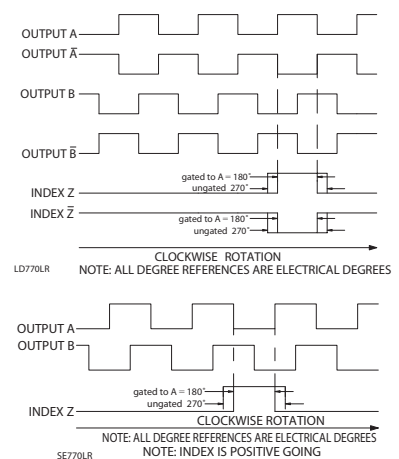 OUTPUT A
OUTPUT A̅
OUTPUT B
OUTPUT B̅
gated to A = 180°
ungated 270°
INDEX Z
INDEX Z̅
gated to A = 180°
ungated 270°
CLOCKWISE ROTATION
LD770LR NOTE: ALL DEGREE REFERENCES ARE ELECTRICAL DEGREES
OUTPUT A
OUTPUT B
gated to A = 180°
ungated 270°
INDEX Z
CLOCKWISE ROTATION
NOTE: ALL DEGREE REFERENCES ARE ELECTRICAL DEGREES
SE770LR NOTE: INDEX IS POSITIVE GOING